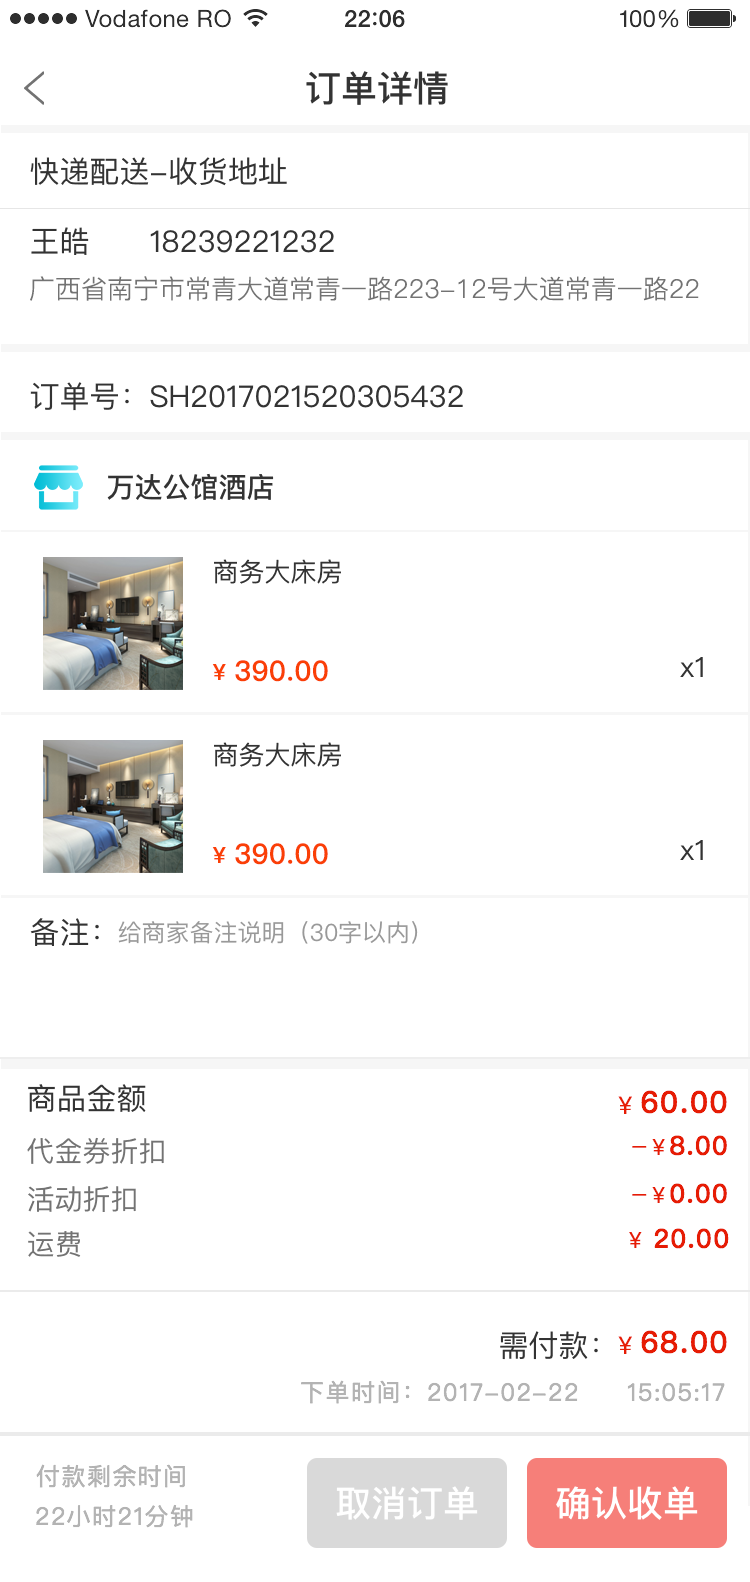 ●●●●● Vodafone RO 22:06 100%
订单详情
快递配送-收货地址
王皓 18239221232
广西省南宁市常青大道常青一路223-12号大道常青一路22
订单号：SH2017021520305432
万达公馆酒店
商务大床房
¥ 390.00 x1
商务大床房
¥ 390.00 x1
备注：给商家备注说明（30字以内）
商品金额 ¥ 60.00
代金券折扣 -¥8.00
活动折扣 -¥0.00
运费 ¥ 20.00
需付款：¥ 68.00
下单时间：2017-02-22 15:05:17
付款剩余时间
22小时21分钟
取消订单 确认收单